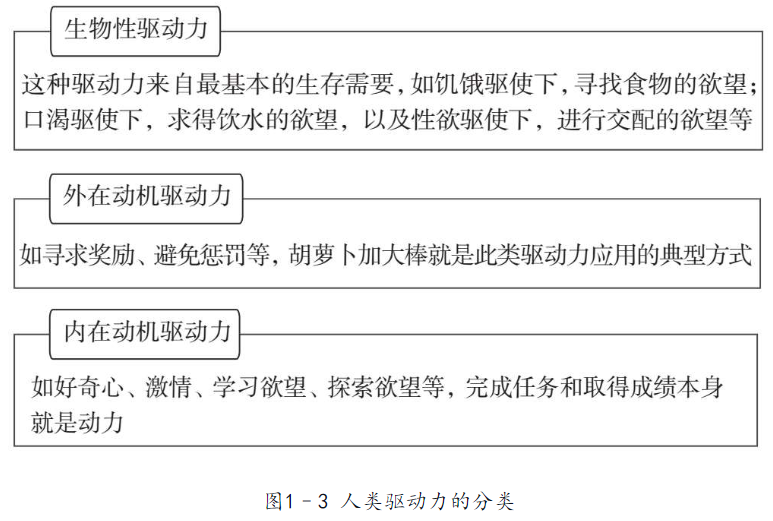 生物性驱动力
这种驱动力来自最基本的生存需要，如饥饿驱使下，寻找食物的欲望；
口渴驱使下，求得饮水的欲望，以及性欲驱使下，进行交配的欲望等
外在动机驱动力
如寻求奖励、避免惩罚等，胡萝卜加大棒就是此类驱动力应用的典型方式
内在动机驱动力
如好奇心、激情、学习欲望、探索欲望等，完成任务和取得成绩本身
就是动力
图1-3 人类驱动力的分类